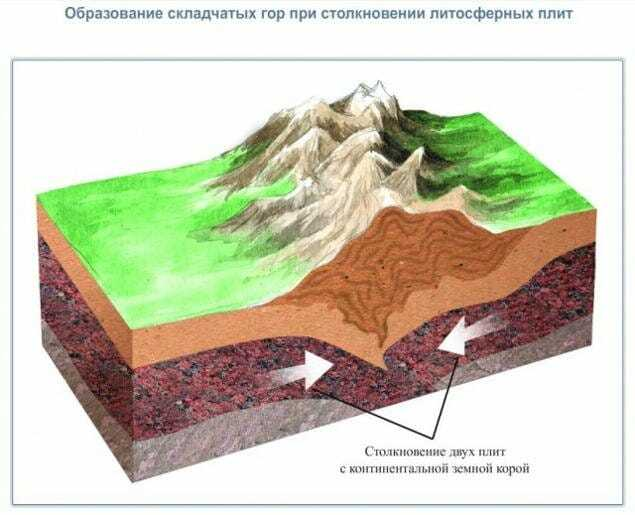 Образование складчатых гор при столкновении литосферных плит
Столкновение двух плит
с континентальной земной корой